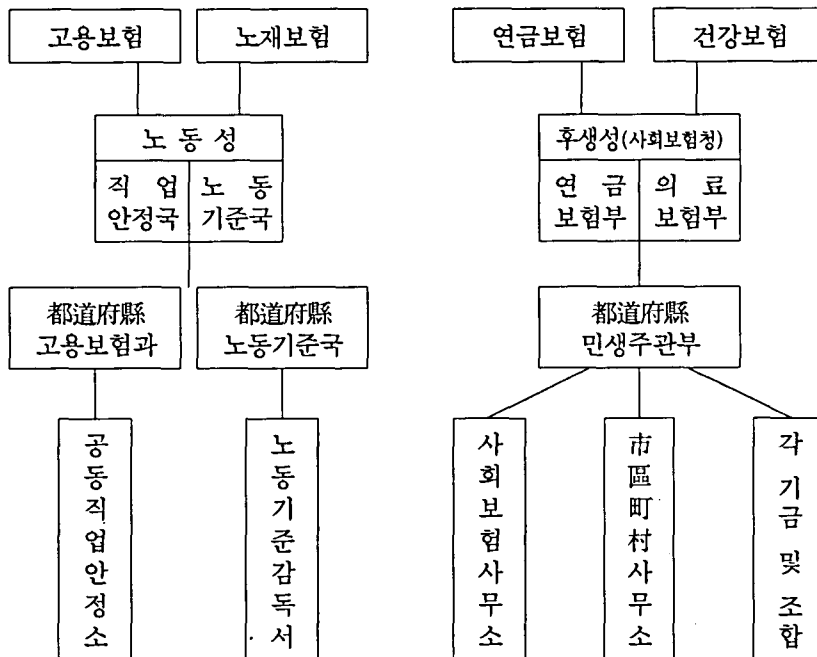 고용보험
노재보험
연금보험
건강보험
노동성
후생성(사회보험청)
직업
안정국
노동
기준국
연금
보험부
의료
보험부
都道府縣
고용보험과
都道府縣
노동기준국
都道府縣
민생주관부
공동직업안정소
노동기준감독서
사회보험사무소
市區町村사무소
각 기금 및 조합